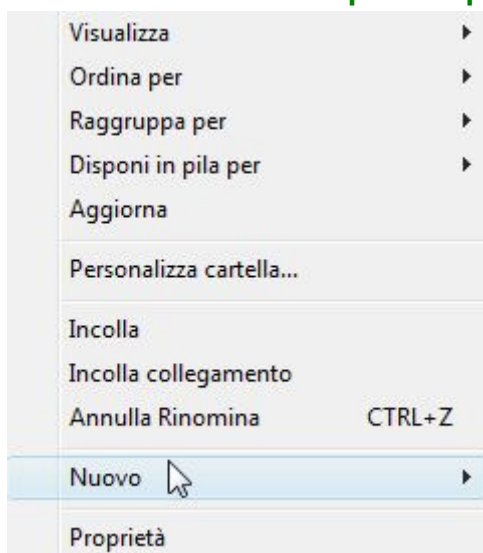 Visualizza
Ordina per
Raggruppa per
Disponi in pila per
Aggiorna
Personalizza cartella...
Incolla
Incolla collegamento
Annulla Rinomina CTRL+Z
Nuovo
Proprietà